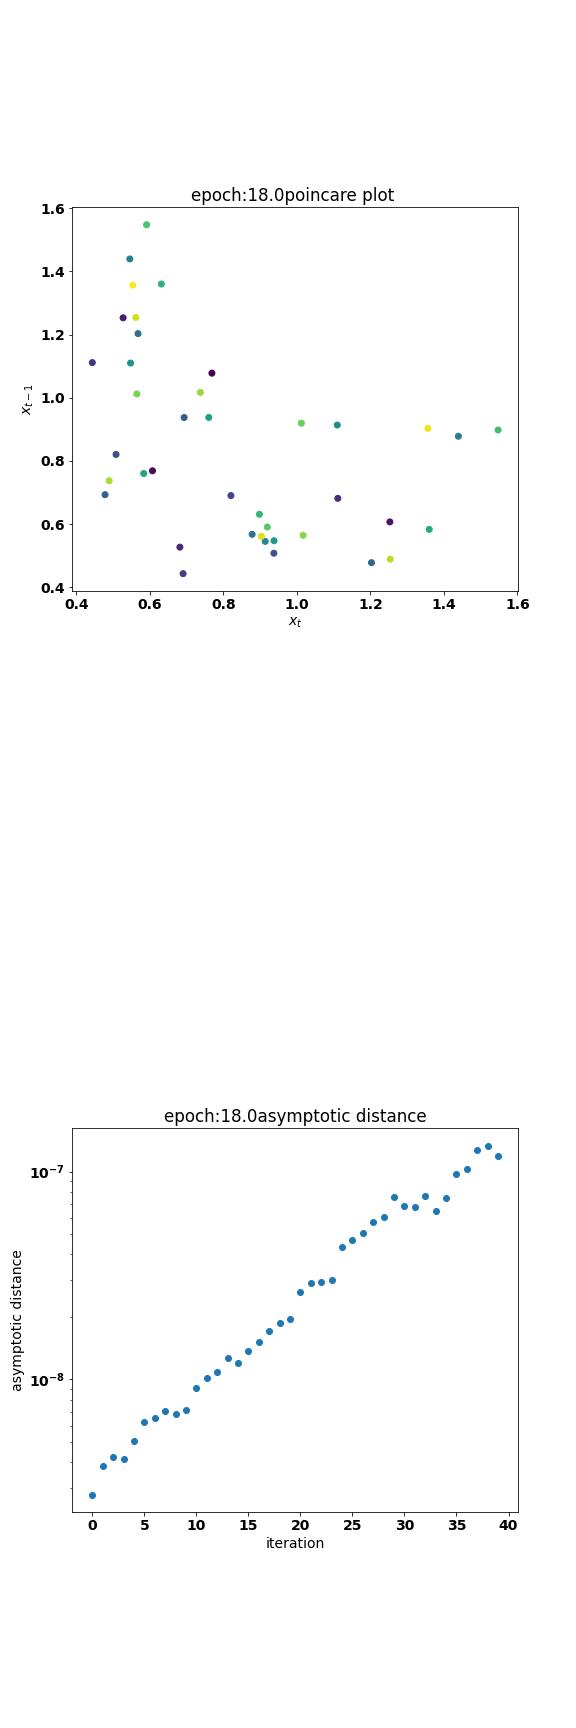 epoch:18.0poincare plot
1.6
1.4
1.2
1.0
0.8
0.6
0.4
x_{t-1}
0.4 0.6 0.8 1.0 1.2 1.4 1.6
x_t
epoch:18.0asymptotic distance
10^{-7}
10^{-8}
asymptotic distance
0 5 10 15 20 25 30 35 40
iteration